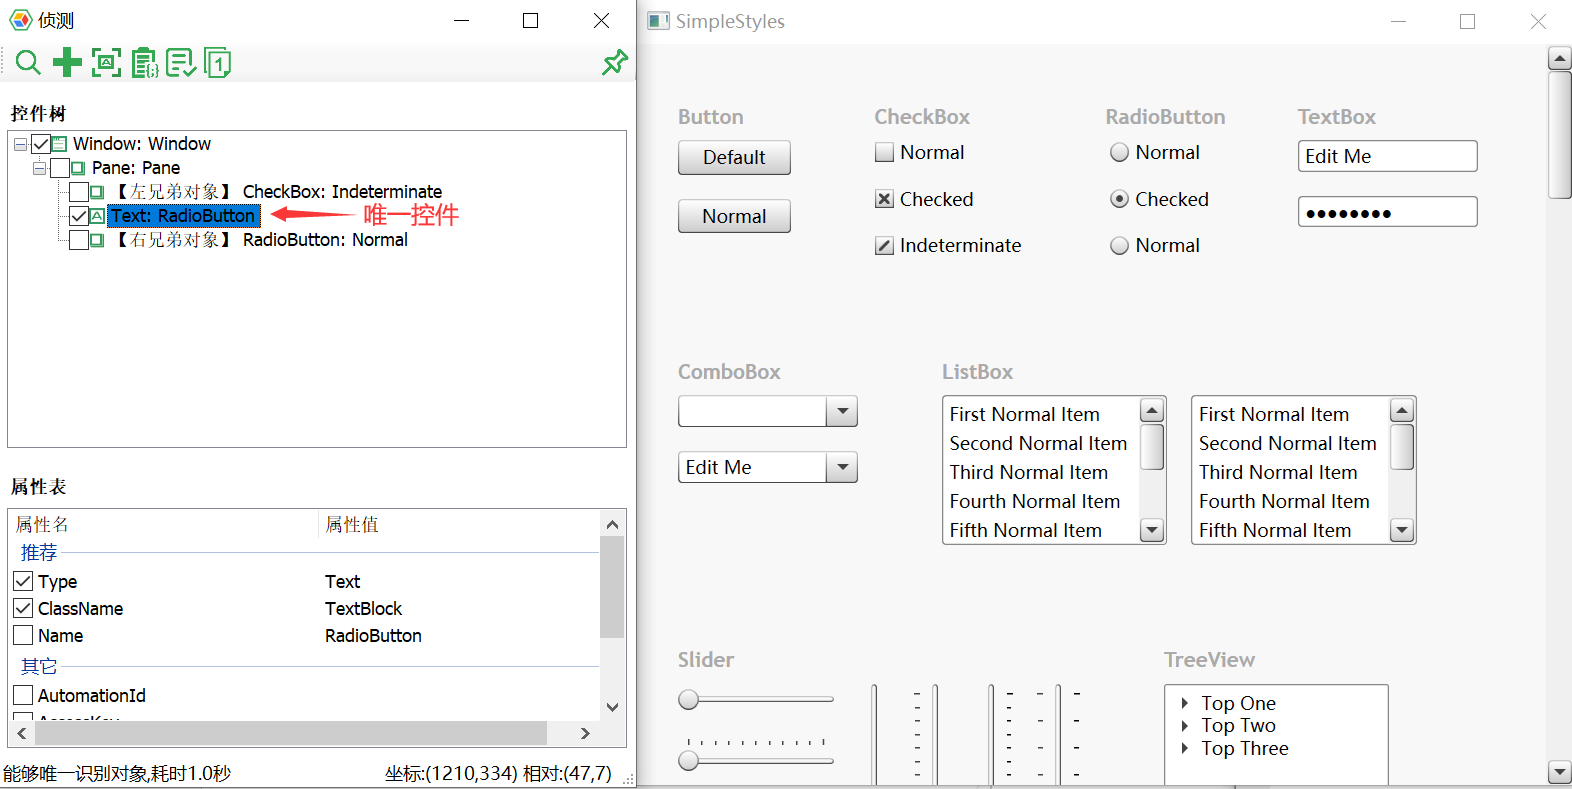 侦测
控件树
Window: Window
Pane: Pane
【左兄弟对象】 CheckBox: Indeterminate
Text: RadioButton
唯一控件
【右兄弟对象】 RadioButton: Normal
属性表
属性名 属性值
推荐
Type Text
ClassName TextBlock
Name RadioButton
其它
AutomationId
AccessKey
能够唯一识别对象,耗时1.0秒 坐标:(1210,334) 相对:(47,7)
SimpleStyles
Button
Default
Normal
CheckBox
Normal
Checked
Indeterminate
RadioButton
Normal
Checked
Normal
TextBox
Edit Me
●●●●●●●●
ComboBox
Edit Me
ListBox
First Normal Item
Second Normal Item
Third Normal Item
Fourth Normal Item
Fifth Normal Item
First Normal Item
Second Normal Item
Third Normal Item
Fourth Normal Item
Fifth Normal Item
Slider
TreeView
Top One
Top Two
Top Three